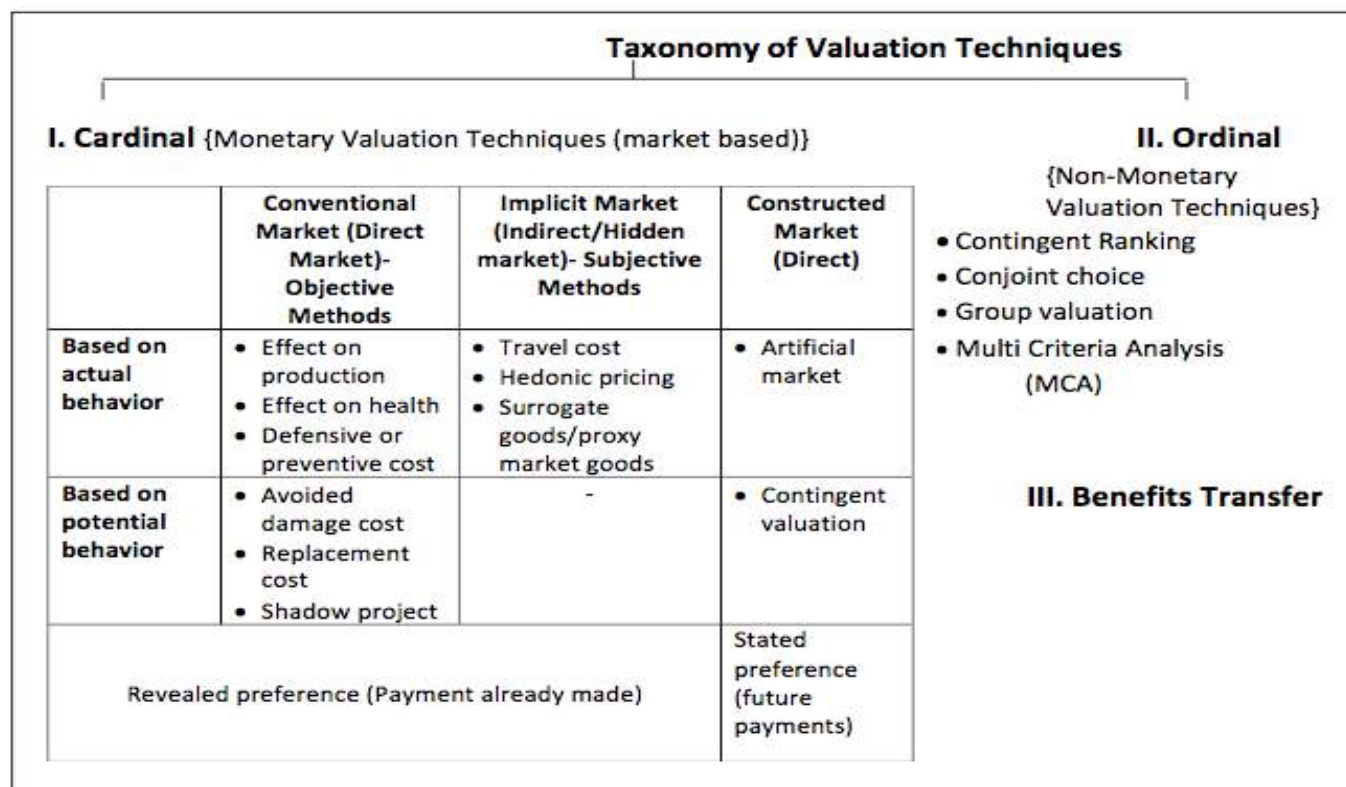 Taxonomy of Valuation Techniques
I. Cardinal {Monetary Valuation Techniques (market based)}
Conventional
Market (Direct
Market)-
Objective
Methods
Implicit Market
(Indirect/Hidden
market)- Subjective
Methods
Constructed
Market
(Direct)
Based on
actual
behavior
• Effect on
production
• Effect on health
• Defensive or
preventive cost
• Travel cost
• Hedonic pricing
• Surrogate
goods/proxy
market goods
• Artificial
market
Based on
potential
behavior
• Avoided
damage cost
• Replacement
cost
• Shadow project
-
• Contingent
valuation
Revealed preference (Payment already made)
Stated
preference
(future
payments)
II. Ordinal
{Non-Monetary
Valuation Techniques}
• Contingent Ranking
• Conjoint choice
• Group valuation
• Multi Criteria Analysis
(MCA)
III. Benefits Transfer